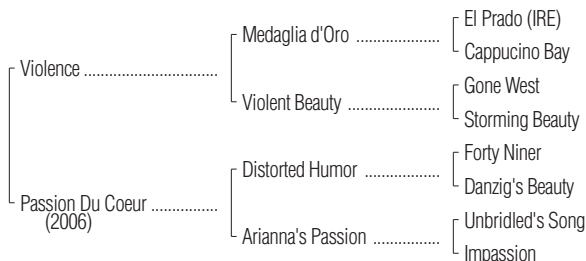 El Prado (IRE)
Medaglia d'Oro ....................
Cappucino Bay
Violence ..................................
Gone West
Violent Beauty ....................
Storming Beauty
Forty Niner
Distorted Humor ..................
Danzig's Beauty
Passion Du Coeur .................
(2006)
Unbridled's Song
Arianna's Passion ................
Impassion